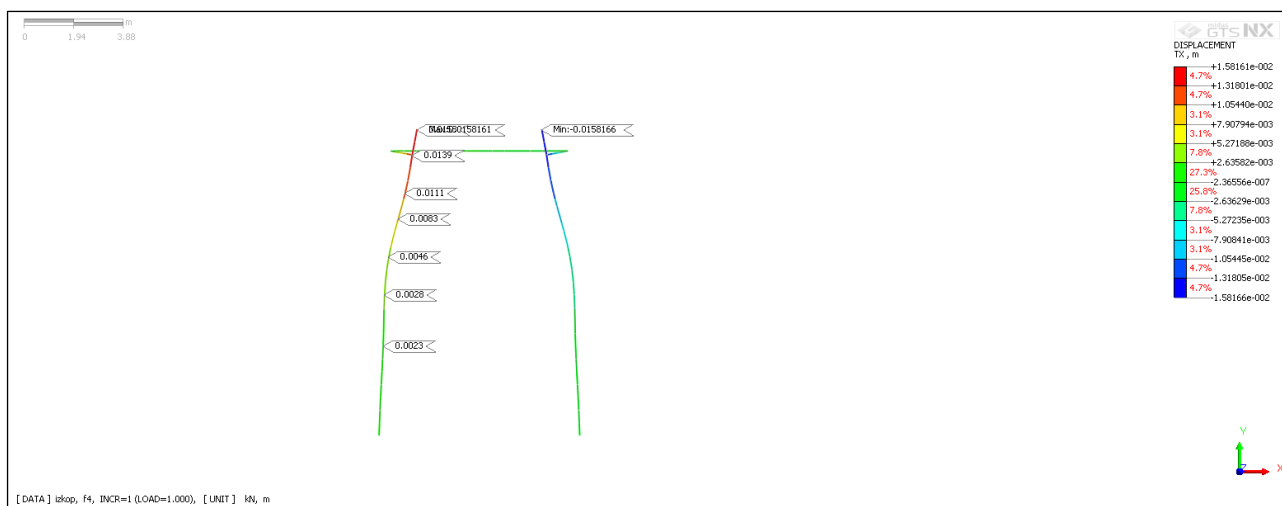 m
0 1.94 3.88
midas
GTS NX
DISPLACEMENT
TX , m
+1.58161e-002
4.7%
+1.31801e-002
4.7%
+1.05440e-002
3.1%
+7.90794e-003
3.1%
+5.27188e-003
7.8%
+2.63582e-003
27.3%
-2.36556e-007
25.8%
-2.63629e-003
7.8%
-5.27235e-003
3.1%
-7.90841e-003
3.1%
-1.05445e-002
4.7%
-1.31805e-002
4.7%
-1.58166e-002
158161
Min:-0.0158166
0.0139
0.0111
0.0083
0.0046
0.0028
0.0023
Y
Z
X
[ DATA ] izkop, f4, INCR=1 (LOAD=1.000), [ UNIT ] kN, m